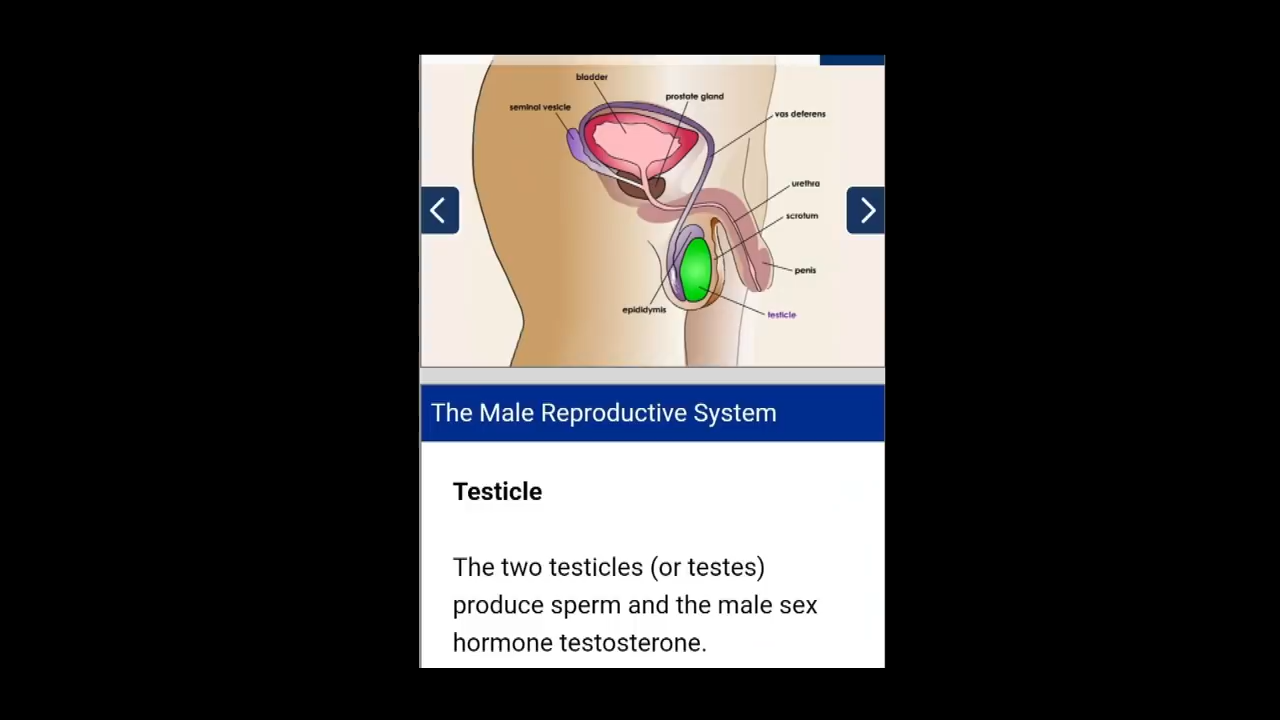 bladder
prostate gland
seminal vesicle
vas deferens
urethra
scrotum
penis
epididymis
testicle
The Male Reproductive System
Testicle
The two testicles (or testes)
produce sperm and the male sex
hormone testosterone.